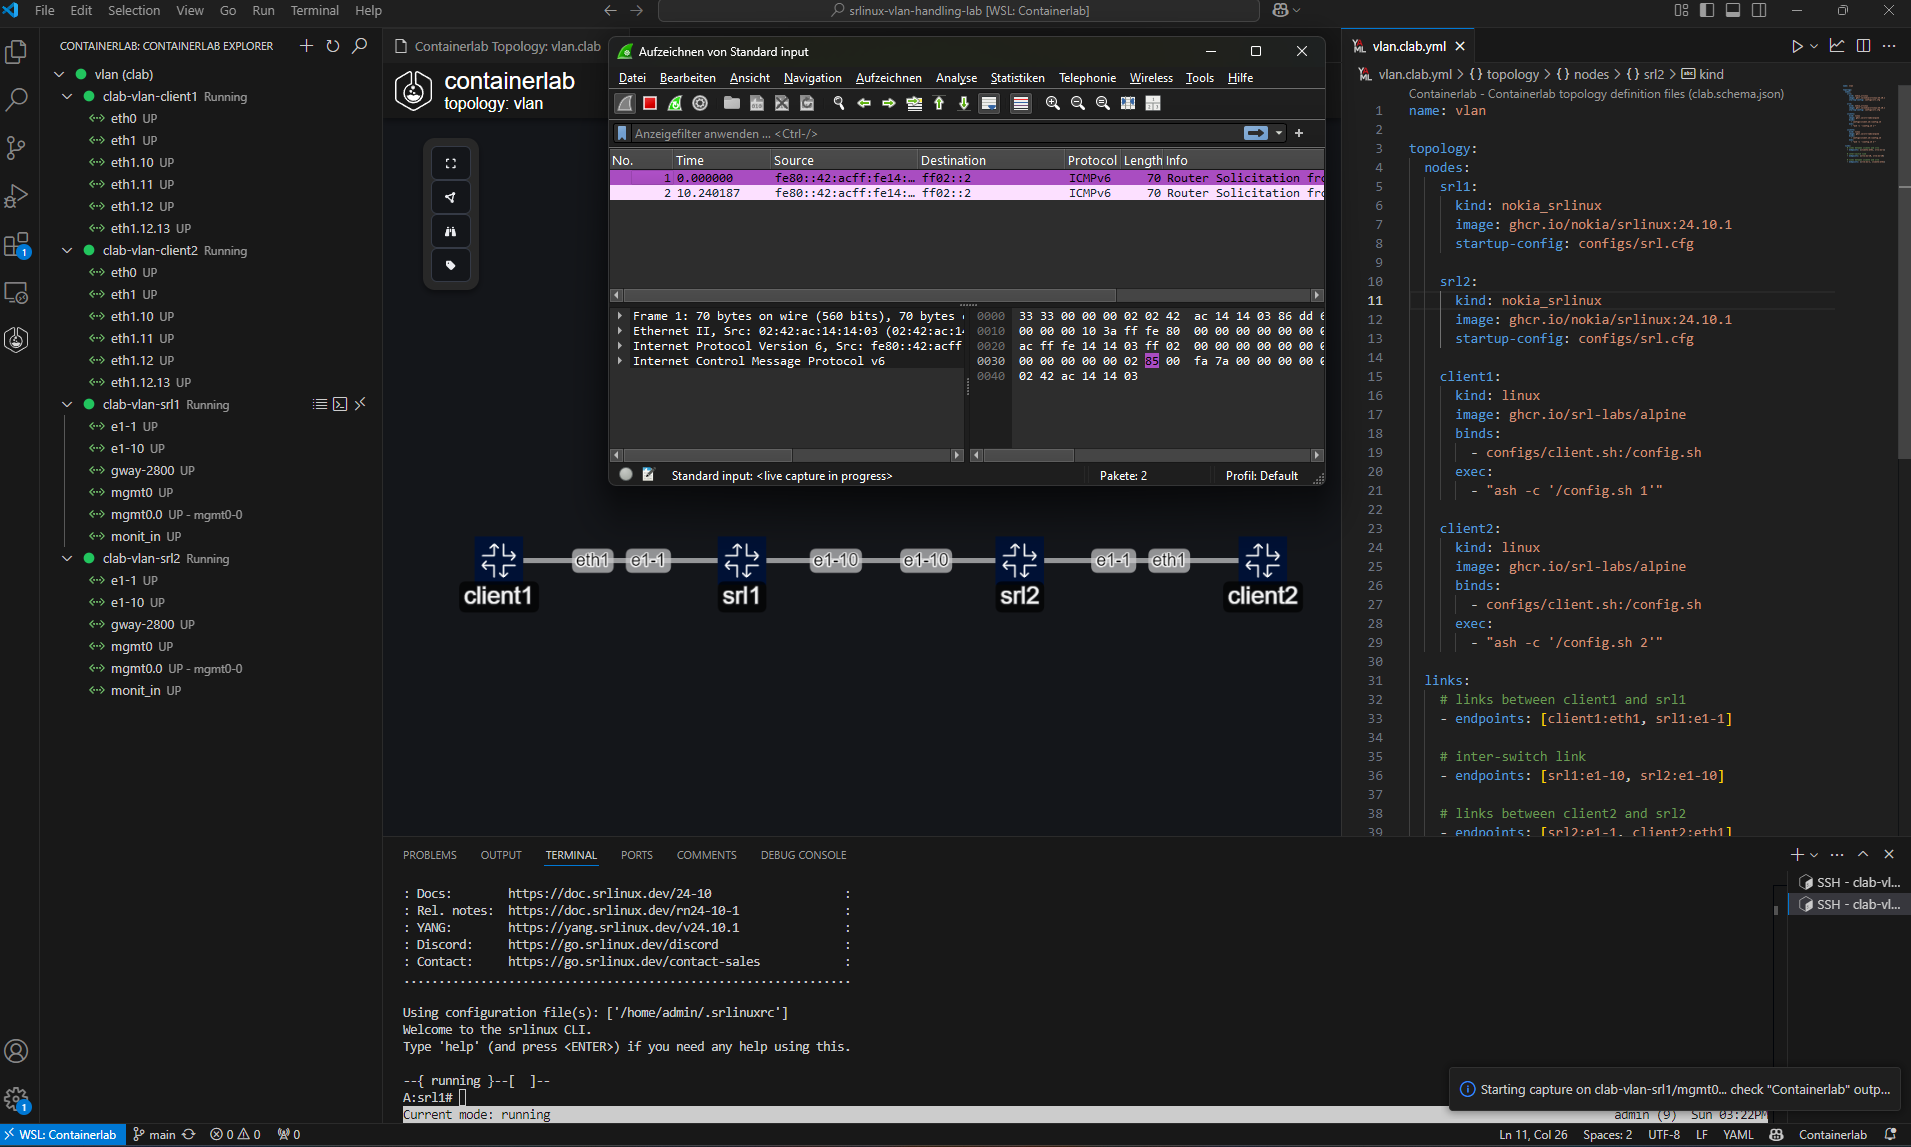 File Edit Selection View Go Run Terminal Help
srlinux-vlan-handling-lab [WSL: Containerlab]
CONTAINERLAB: CONTAINERLAB EXPLORER
vlan (clab)
clab-vlan-client1 Running
eth0 UP
eth1 UP
eth1.10 UP
eth1.11 UP
eth1.12 UP
eth1.12.13 UP
clab-vlan-client2 Running
eth0 UP
eth1 UP
eth1.10 UP
eth1.11 UP
eth1.12 UP
eth1.12.13 UP
clab-vlan-srl1 Running
e1-1 UP
e1-10 UP
gway-2800 UP
mgmt0 UP
mgmt0.0 UP - mgmt0-0
monit_in UP
clab-vlan-srl2 Running
e1-1 UP
e1-10 UP
gway-2800 UP
mgmt0 UP
mgmt0.0 UP - mgmt0-0
monit_in UP
1
1
Containerlab Topology: vlan.clab
containerlab
topology: vlan
Aufzeichnen von Standard input
Datei Bearbeiten Ansicht Navigation Aufzeichnen Analyse Statistiken Telephonie Wireless Tools Hilfe
Anzeigefilter anwenden ... <Ctrl-/>
No. Time Source Destination Protocol Length Info
1 0.000000 fe80::42:acff:fe14:... ff02::2 ICMPv6 70 Router Solicitation fro
2 10.240187 fe80::42:acff:fe14:... ff02::2 ICMPv6 70 Router Solicitation fro
Frame 1: 70 bytes on wire (560 bits), 70 bytes
Ethernet II, Src: 02:42:ac:14:14:03 (02:42:ac:14
Internet Protocol Version 6, Src: fe80::42:acff
Internet Control Message Protocol v6
0000 33 33 00 00 00 02 02 42 ac 14 14 03 86 dd 6
0010 00 00 00 10 3a ff fe 80 00 00 00 00 00 00 0
0020 ac ff fe 14 14 03 ff 02 00 00 00 00 00 00 0
0030 00 00 00 00 00 02 85 00 fa 7a 00 00 00 00 0
0040 02 42 ac 14 14 03
Standard input: <live capture in progress> Pakete: 2 Profil: Default
eth1 e1-1 e1-10 e1-10 e1-1 eth1
client1 srl1 srl2 client2
vlan.clab.yml
vlan.clab.yml > {} topology > {} nodes > {} srl2 > abc kind
Containerlab - Containerlab topology definition files (clab.schema.json)
1 name: vlan
2
3 topology:
4 nodes:
5 srl1:
6 kind: nokia_srlinux
7 image: ghcr.io/nokia/srlinux:24.10.1
8 startup-config: configs/srl.cfg
9
10 srl2:
11 kind: nokia_srlinux
12 image: ghcr.io/nokia/srlinux:24.10.1
13 startup-config: configs/srl.cfg
14
15 client1:
16 kind: linux
17 image: ghcr.io/srl-labs/alpine
18 binds:
19 - configs/client.sh:/config.sh
20 exec:
21 - "ash -c '/config.sh 1'"
22
23 client2:
24 kind: linux
25 image: ghcr.io/srl-labs/alpine
26 binds:
27 - configs/client.sh:/config.sh
28 exec:
29 - "ash -c '/config.sh 2'"
30
31 links:
32 # links between client1 and srl1
33 - endpoints: [client1:eth1, srl1:e1-1]
34
35 # inter-switch link
36 - endpoints: [srl1:e1-10, srl2:e1-10]
37
38 # links between client2 and srl2
39 - endpoints: [srl2:e1-1, client2:eth1]
PROBLEMS OUTPUT TERMINAL PORTS COMMENTS DEBUG CONSOLE
: Docs: https://doc.srlinux.dev/24-10 :
: Rel. notes: https://doc.srlinux.dev/rn24-10-1 :
: YANG: https://yang.srlinux.dev/v24.10.1 :
: Discord: https://go.srlinux.dev/discord :
: Contact: https://go.srlinux.dev/contact-sales :
Using configuration file(s): ['/home/admin/.srlinuxrc']
Welcome to the srlinux CLI.
Type 'help' (and press <ENTER>) if you need any help using this.
--{ running }--[ ]--
A:srl1#
Current mode: running admin (9) Sun 03:22PM
SSH - clab-vl...
SSH - clab-vl...
Starting capture on clab-vlan-srl1/mgmt0... check "Containerlab" outp...
WSL: Containerlab main 0 0 0 Ln 11, Col 26 Spaces: 2 UTF-8 LF YAML Containerlab